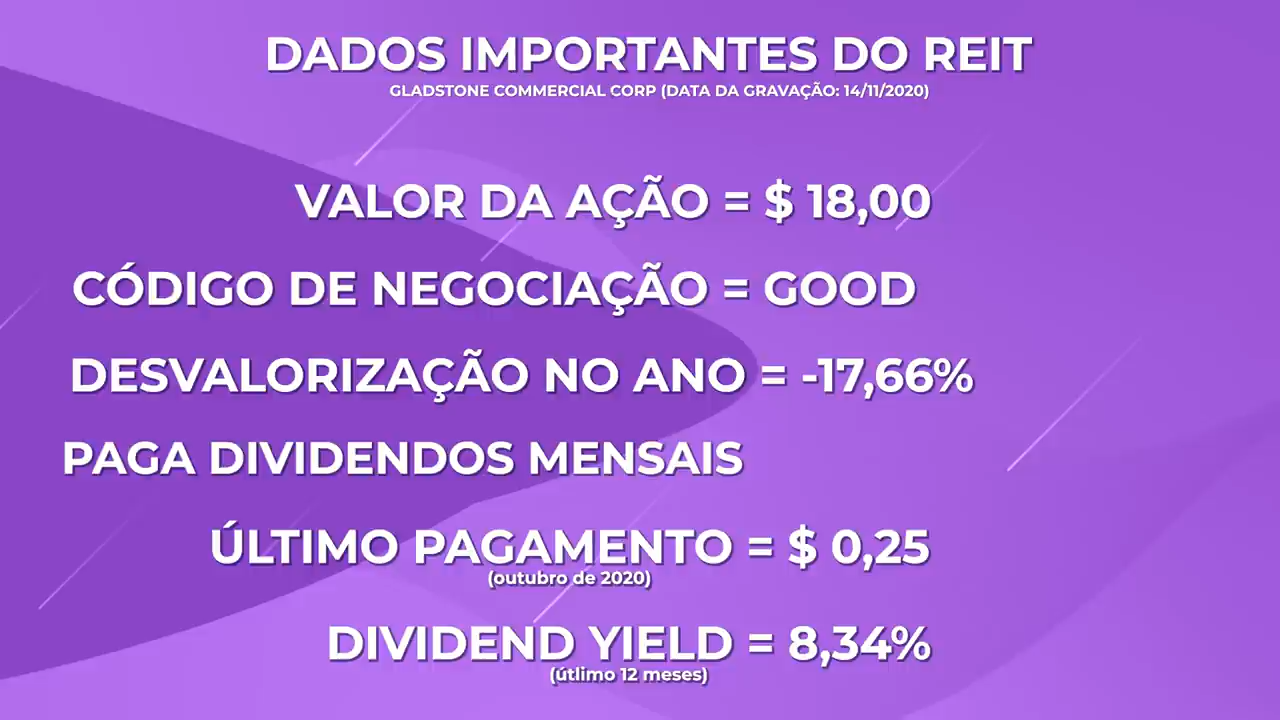 DADOS IMPORTANTES DO REIT
GLADSTONE COMMERCIAL CORP (DATA DA GRAVAÇÃO: 14/11/2020)
VALOR DA AÇÃO = $ 18,00
CÓDIGO DE NEGOCIAÇÃO = GOOD
DESVALORIZAÇÃO NO ANO = -17,66%
PAGA DIVIDENDOS MENSAIS
ÚLTIMO PAGAMENTO = $ 0,25
(outubro de 2020)
DIVIDEND YIELD = 8,34%
(útlimo 12 meses)